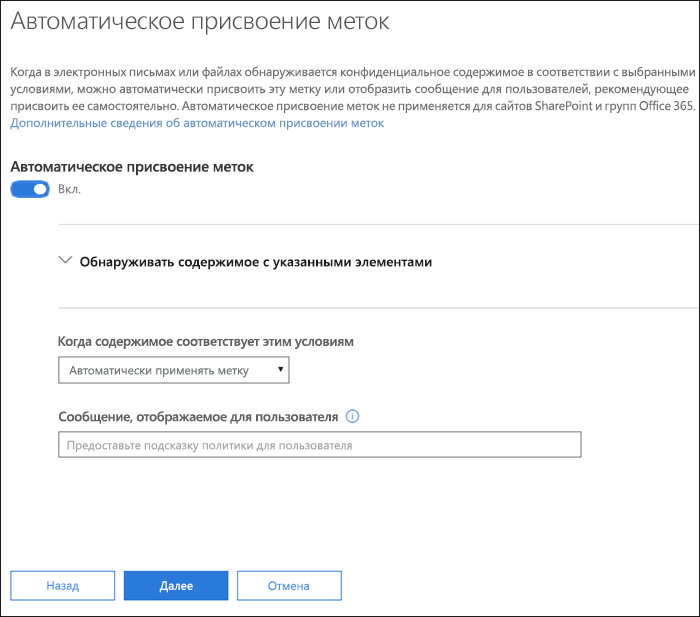 Автоматическое присвоение меток
Когда в электронных письмах или файлах обнаруживается конфиденциальное содержимое в соответствии с выбранными
условиями, можно автоматически присвоить эту метку или отобразить сообщение для пользователей, рекомендующее
присвоить ее самостоятельно. Автоматическое присвоение меток не применяется для сайтов SharePoint и групп Office 365.
Дополнительные сведения об автоматическом присвоении меток
Автоматическое присвоение меток
Вкл.
Обнаруживать содержимое с указанными элементами
Когда содержимое соответствует этим условиям
Автоматически применять метку
Сообщение, отображаемое для пользователя
Предоставьте подсказку политики для пользователя
Назад
Далее
Отмена